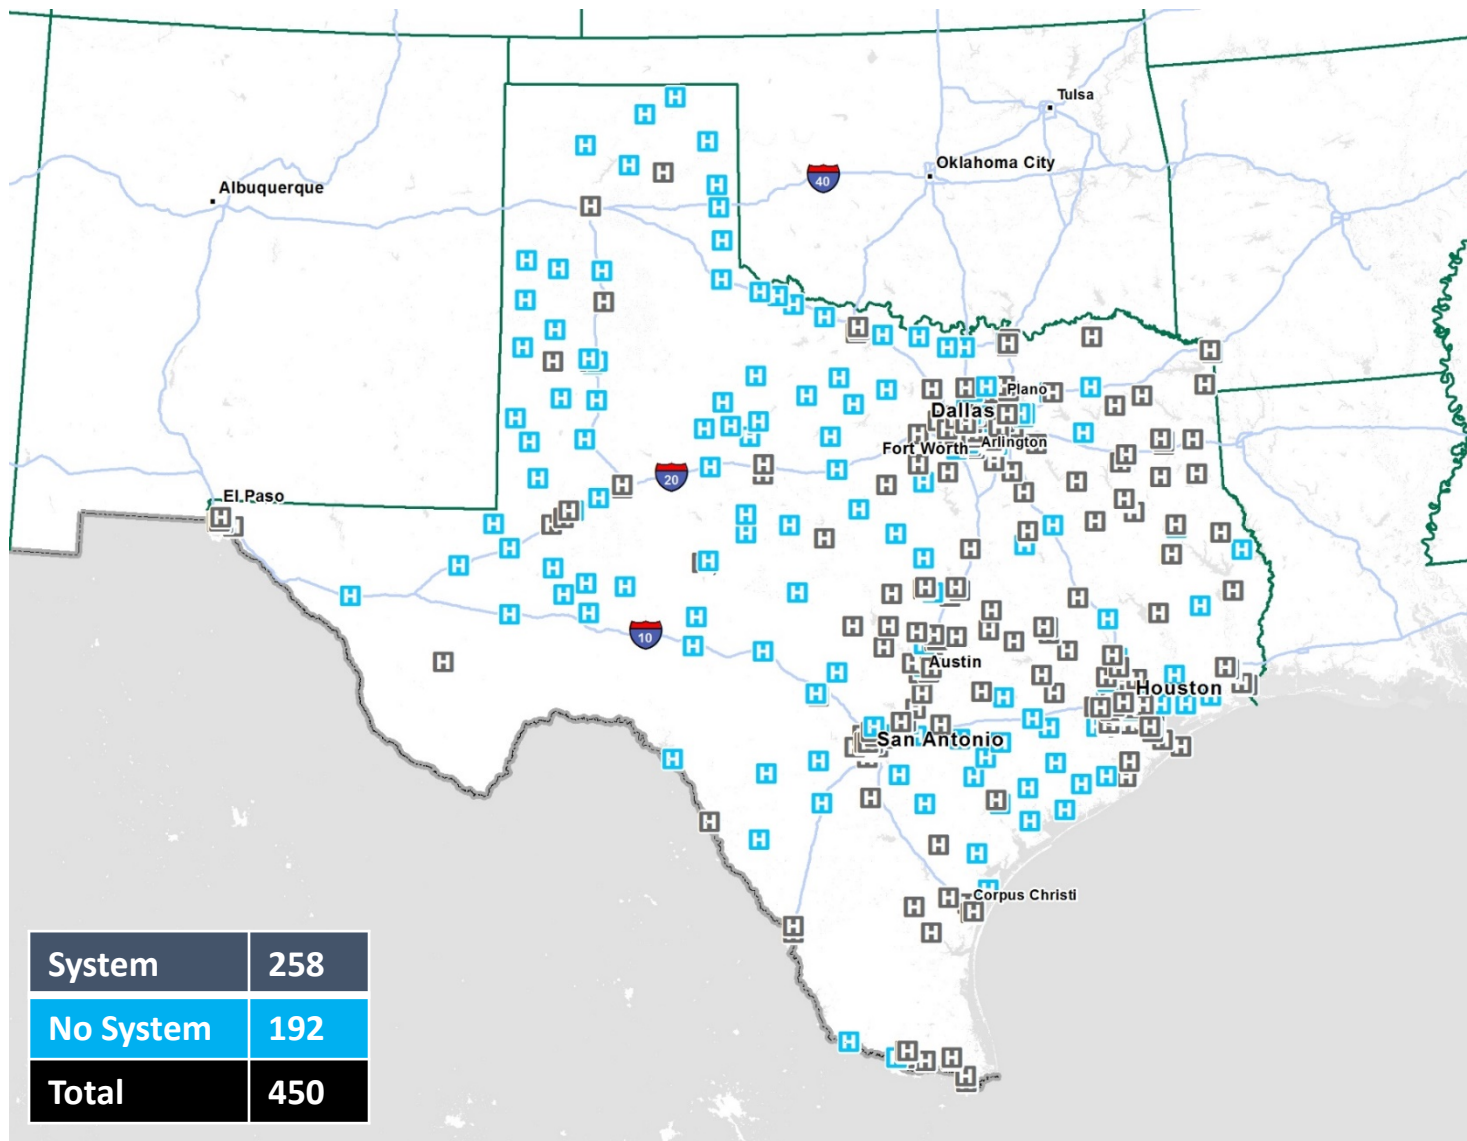 Tulsa
Oklahoma City
40
Albuquerque
Plano
Dallas
Arlington
Fort Worth
20
El Paso
10
Austin
Houston
San Antonio
Corpus Christi
System 258
No System 192
Total 450